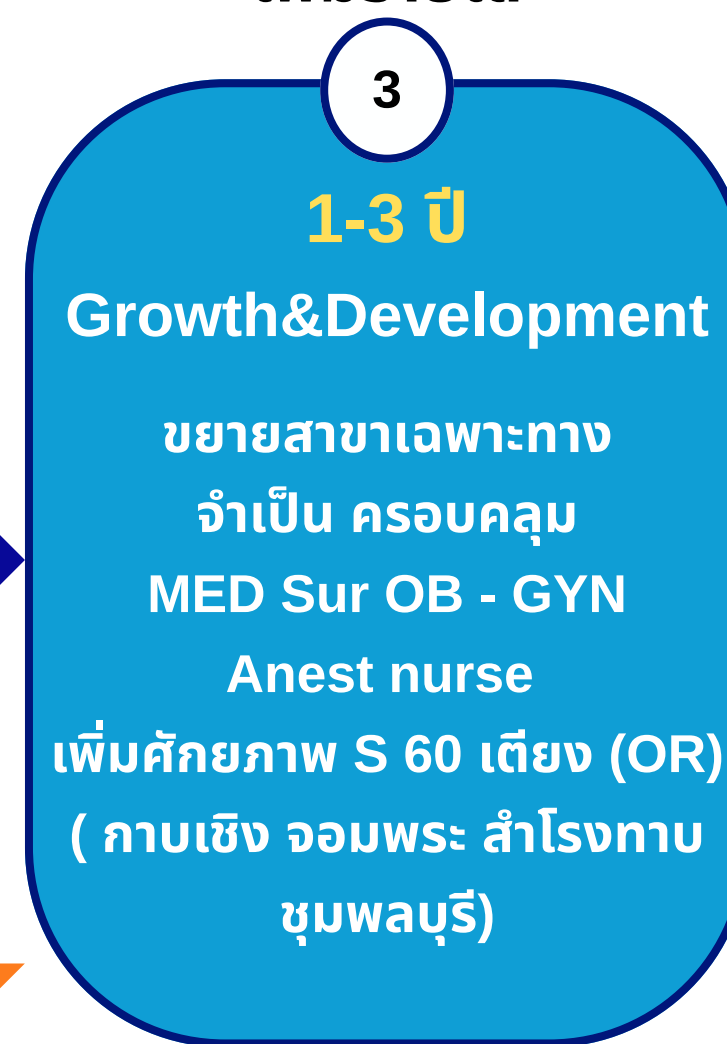 3
1-3 ปี
Growth&Development
ขยายสาขาเฉพาะทาง
จำเป็น ครอบคลุม
MED Sur OB - GYN
Anest nurse
เพิ่มศักยภาพ S 60 เตียง (OR)
( กาบเชิง จอมพระ สำโรงทาบ
ชุมพลบุรี)